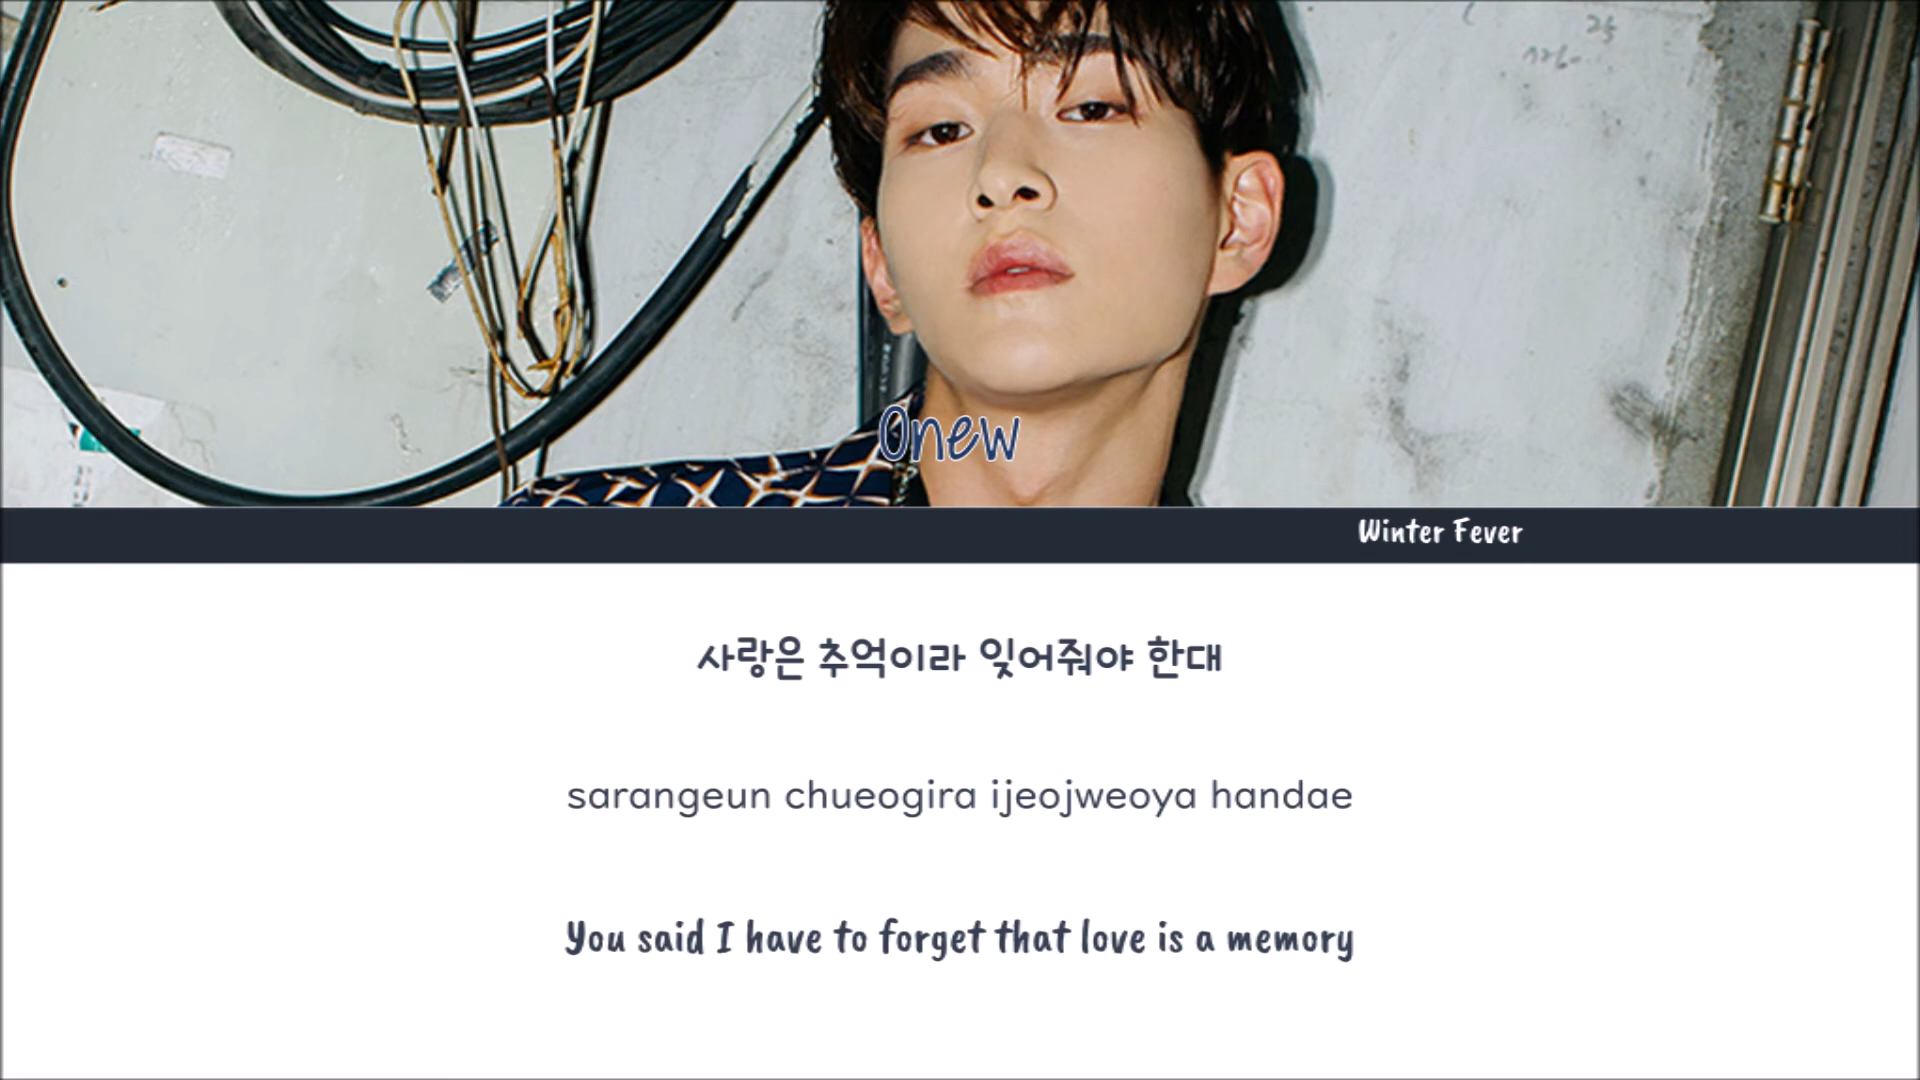 Onew
Winter Fever
사랑은 추억이라 잊어줘야 한대
sarangeun chueogira ijeojweoya handae
You said I have to forget that love is a memory